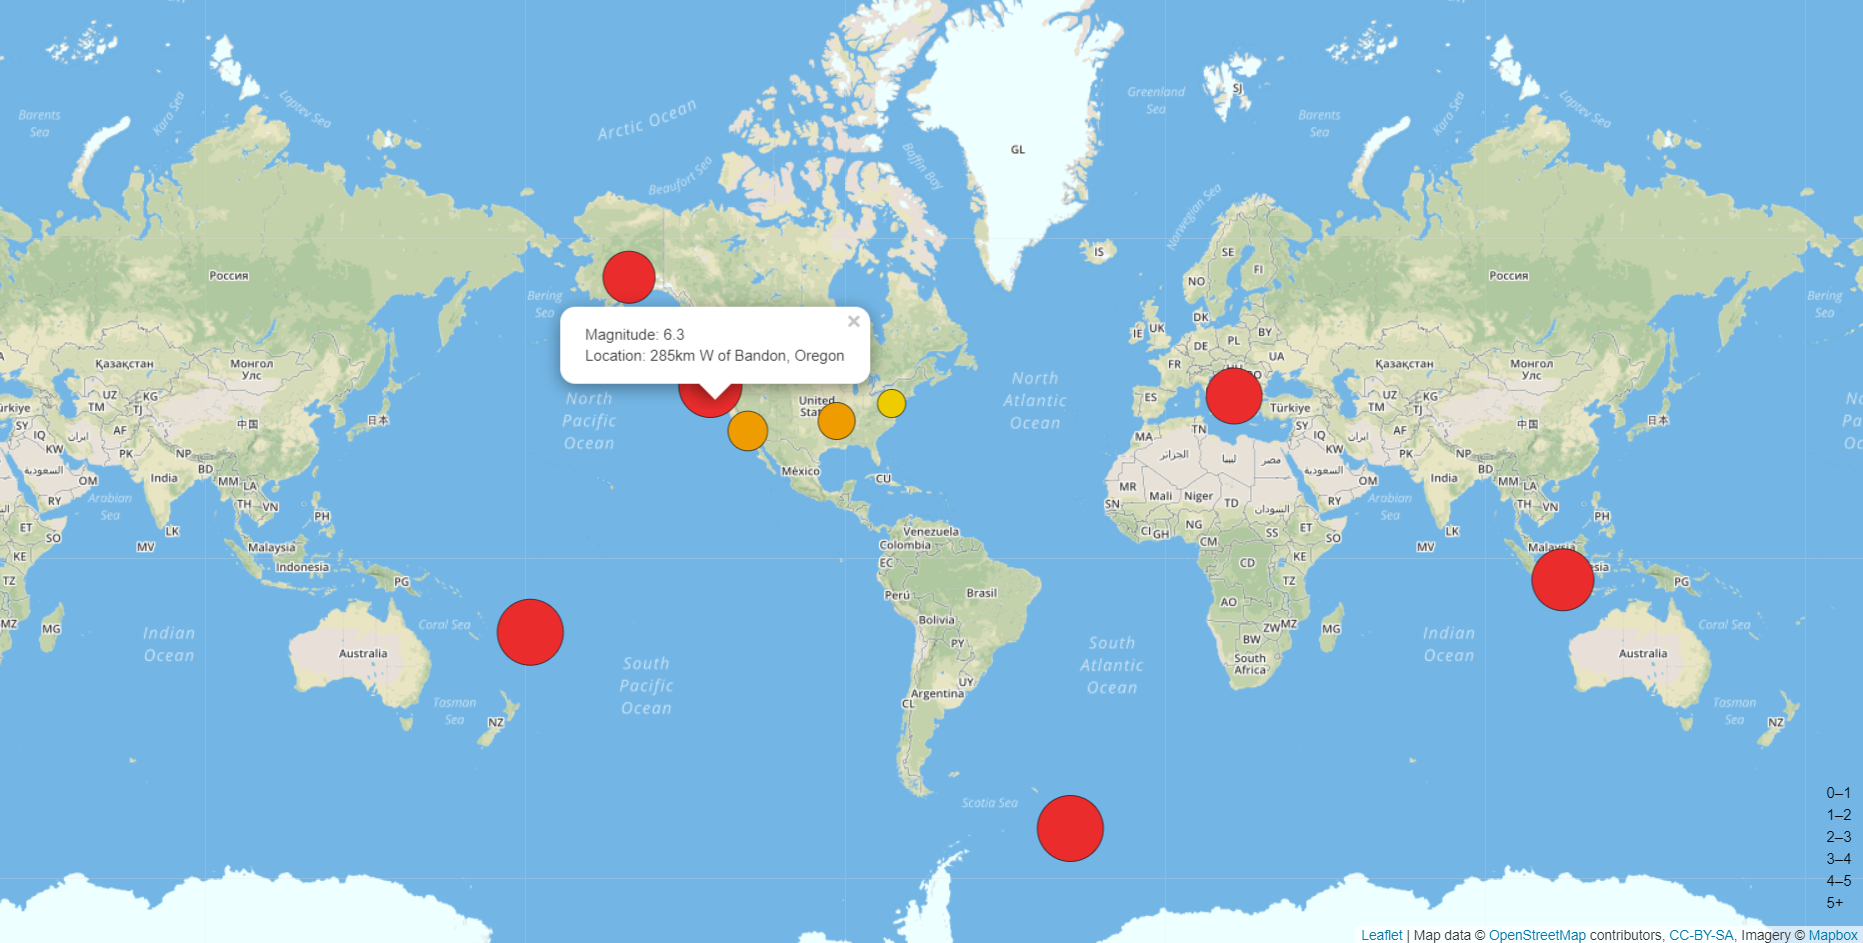 Barents
Sea
Kara Sea
Laptev Sea
Arctic Ocean
Beaufort Sea
Baffin Bay
GL
Greenland
Sea
SJ
Barents
Sea
Kara Sea
Laptev Sea
Norwegian Sea
IS
SE
FI
NO
Россия
Россия
Bering
Sea
Bering
Sea
×
Magnitude: 6.3
Location: 285km W of Bandon, Oregon
DK
IE
UK
BY
PL
DE
UA
FR
ES
Türkiye
Қазақстан
Монгол
Улс
UZ
KG
TM
TJ
SY
IQ
ایران
AF
KW
PK
NP
中国
日本
السعودية
OM
BD
India
MM
LA
RY
TH
VN
Arabian
Sea
PH
ET
SO
LK
MV
KE
Malaysia
Indonesia
TZ
PG
MZ
MG
Coral Sea
Indian
Ocean
Australia
Tasman
Sea
NZ
North
Pacific
Ocean
United
México
CU
North
Atlantic
Ocean
Venezuela
Colombia
EC
Perú
Brasil
Bolivia
PY
UY
Argentina
CL
South
Pacific
Ocean
South
Atlantic
Ocean
Scotia Sea
MA
TN
الجزائر
ليبيا
مصر
MR
Mali
Niger
TD
السودان
SN
NG
CI
GH
CM
SS
ET
SO
CD
KE
TZ
AO
ZW
MZ
BW
MG
South
Africa
Қазақстан
Монгол
Улс
UZ
KG
TM
TJ
SY
IQ
ایران
AF
KW
PK
NP
中国
日本
السعودية
OM
BD
India
MM
LA
RY
TH
VN
Arabian
Sea
PH
LK
MV
Malaysia
PG
Coral Sea
Indian
Ocean
Australia
Tasman
Sea
NZ
0–1
1–2
2–3
3–4
4–5
5+
Leaflet | Map data © OpenStreetMap contributors, CC-BY-SA, Imagery © Mapbox